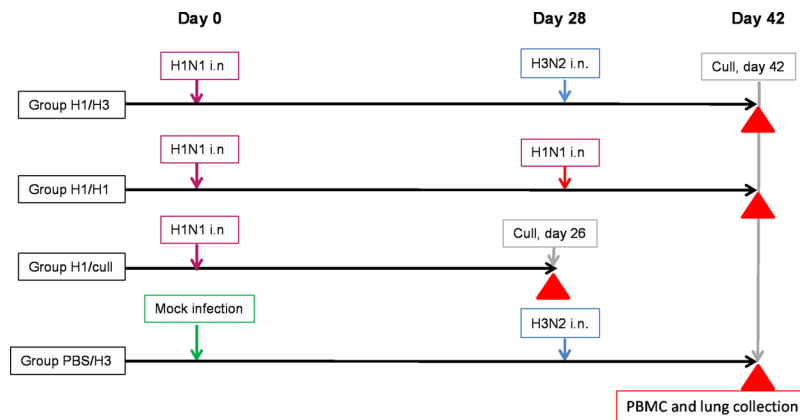 Day 0 Day 28 Day 42
H1N1 i.n H3N2 i.n. Cull, day 42
Group H1/H3
H1N1 i.n H1N1 i.n
Group H1/H1
H1N1 i.n Cull, day 26
Group H1/cull
Mock infection H3N2 i.n.
Group PBS/H3
PBMC and lung collection